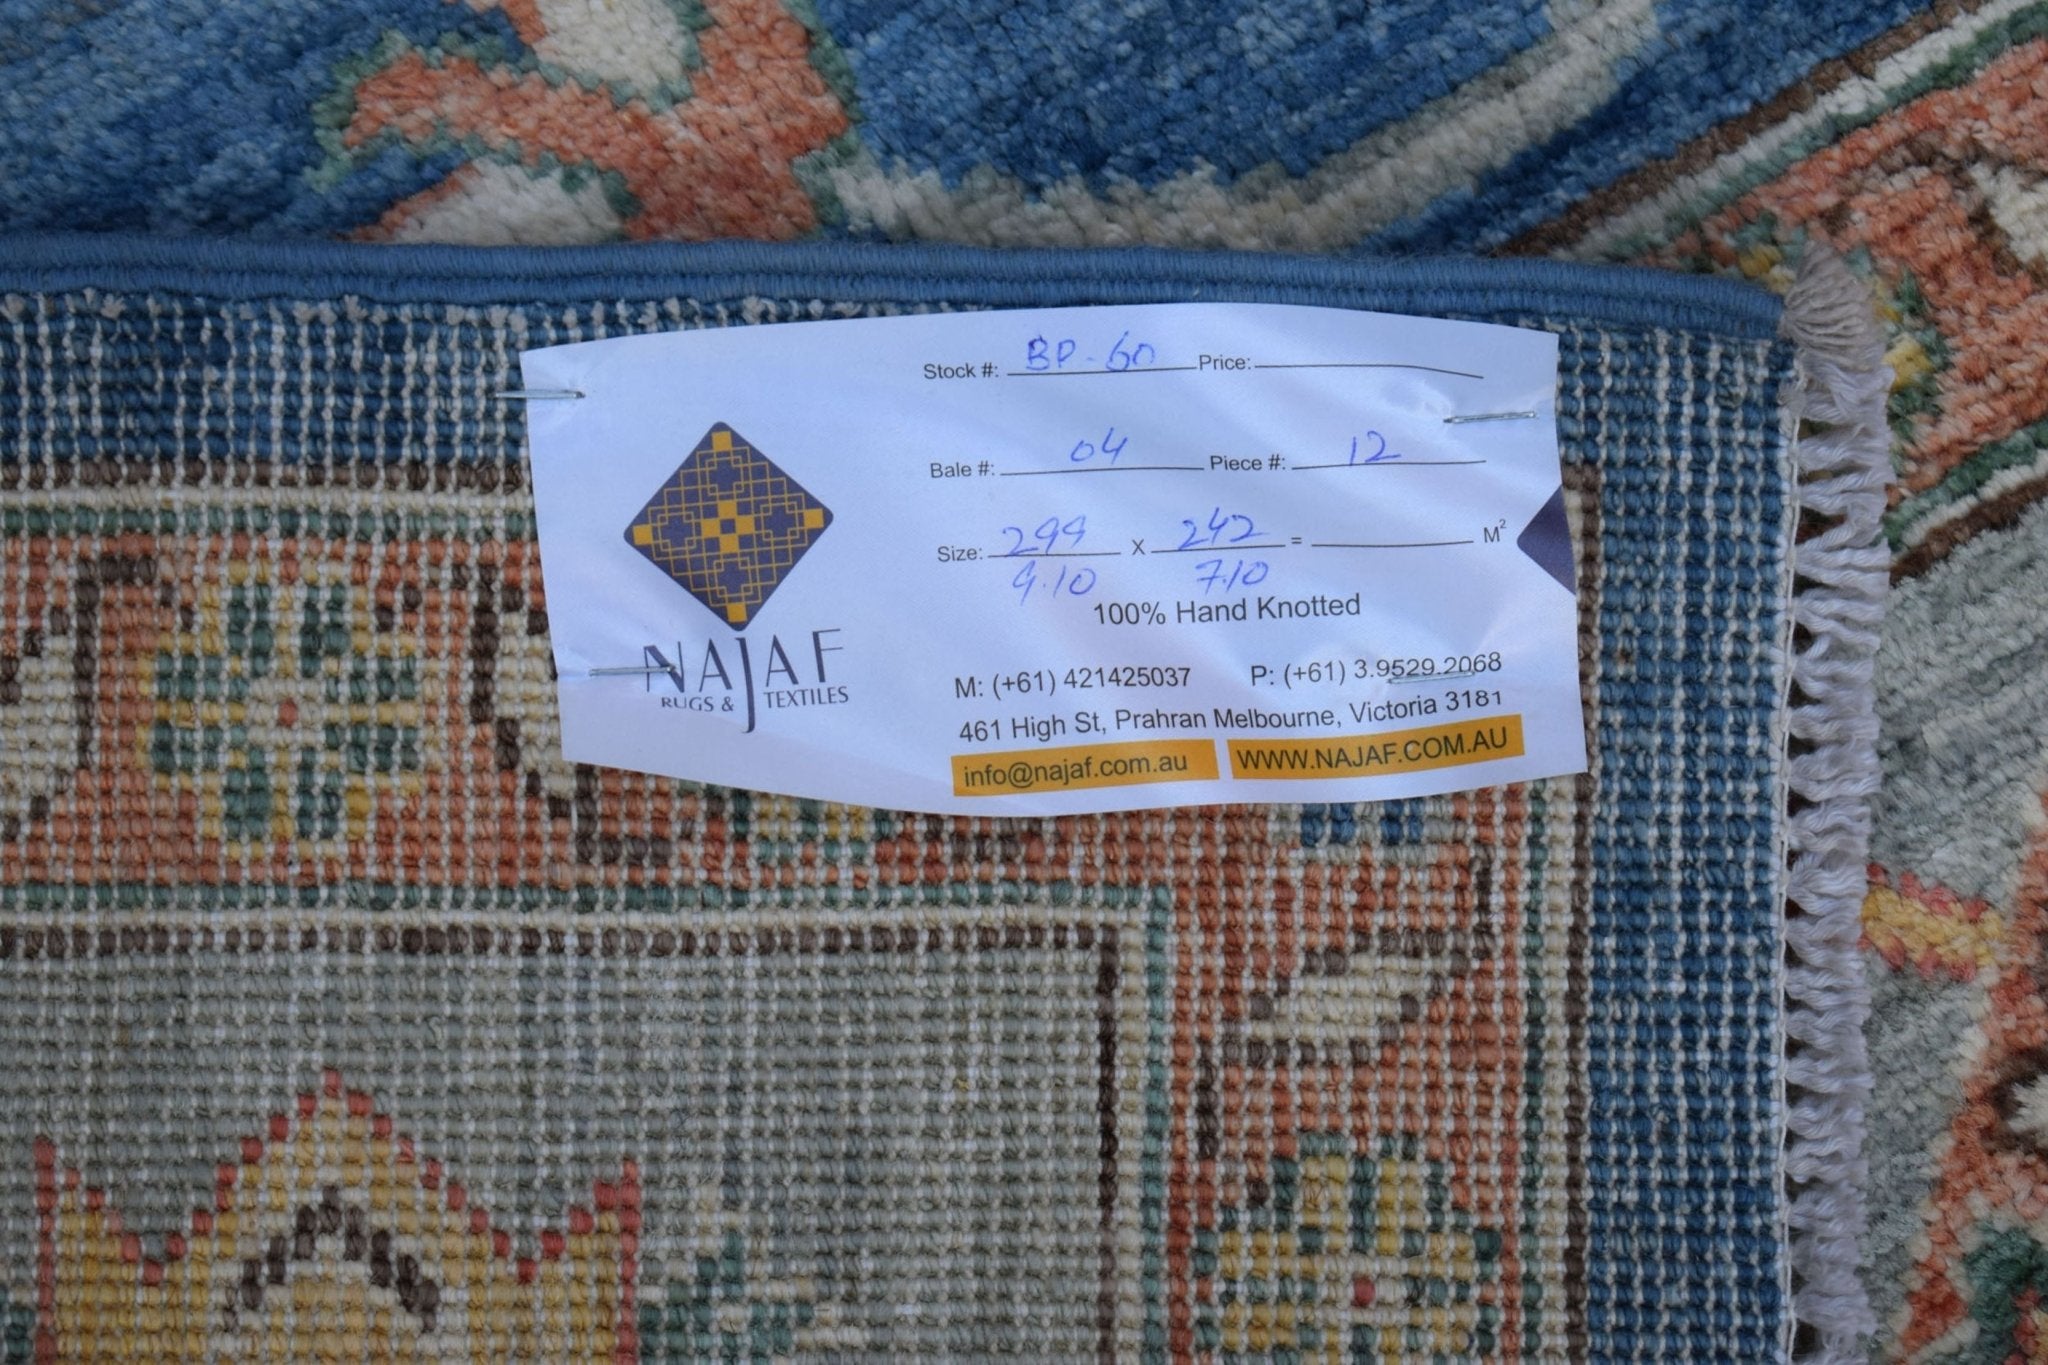 Stock #: BP-60 Price:
Bale #: 04 Piece #: 12
Size: 299 x 242 = M²
9.10 7.10
100% Hand Knotted
NAJAF
RUGS & TEXTILES
M: (+61) 421425037 P: (+61) 3.9529.2068
461 High St, Prahran Melbourne, Victoria 3181
info@najaf.com.au WWW.NAJAF.COM.AU